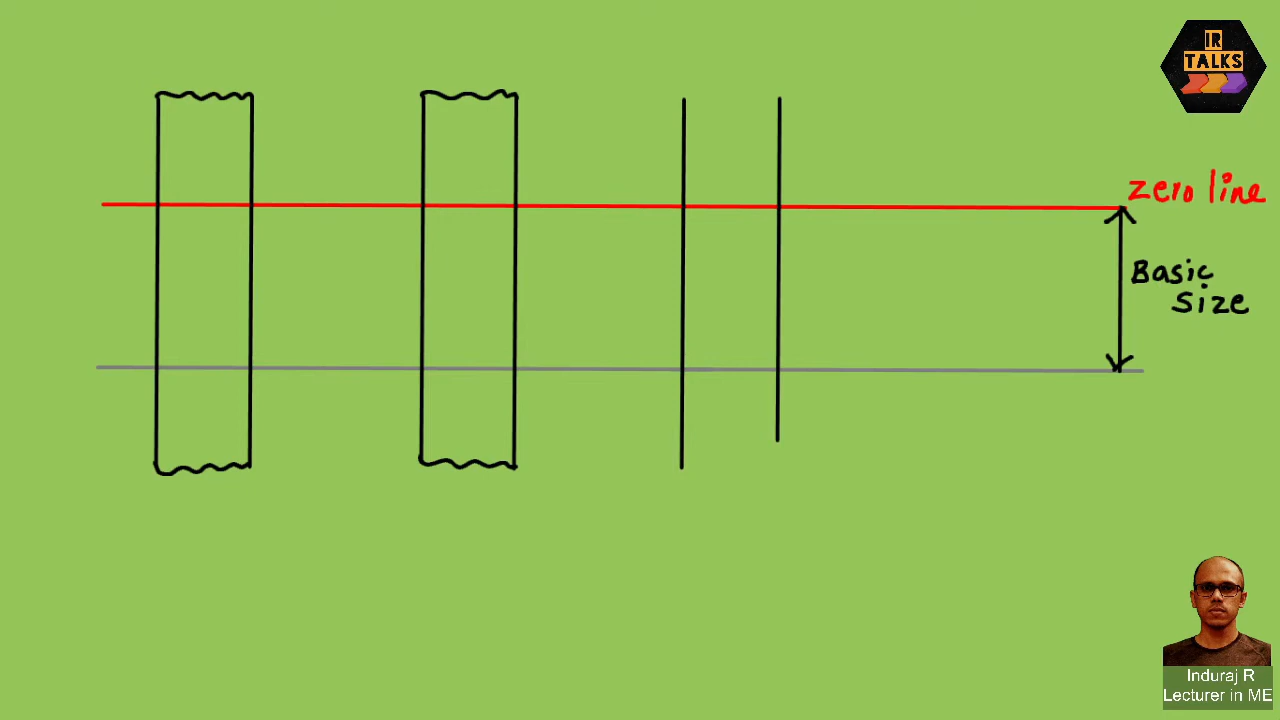 IR
TALKS
zero line
Basic
size
Induraj R
Lecturer in ME